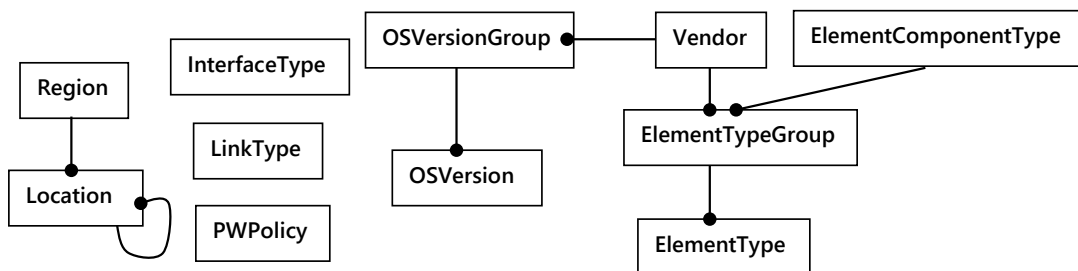 OSVersionGroup
Vendor
ElementComponentType
InterfaceType
Region
ElementTypeGroup
LinkType
OSVersion
Location
PWPolicy
ElementType